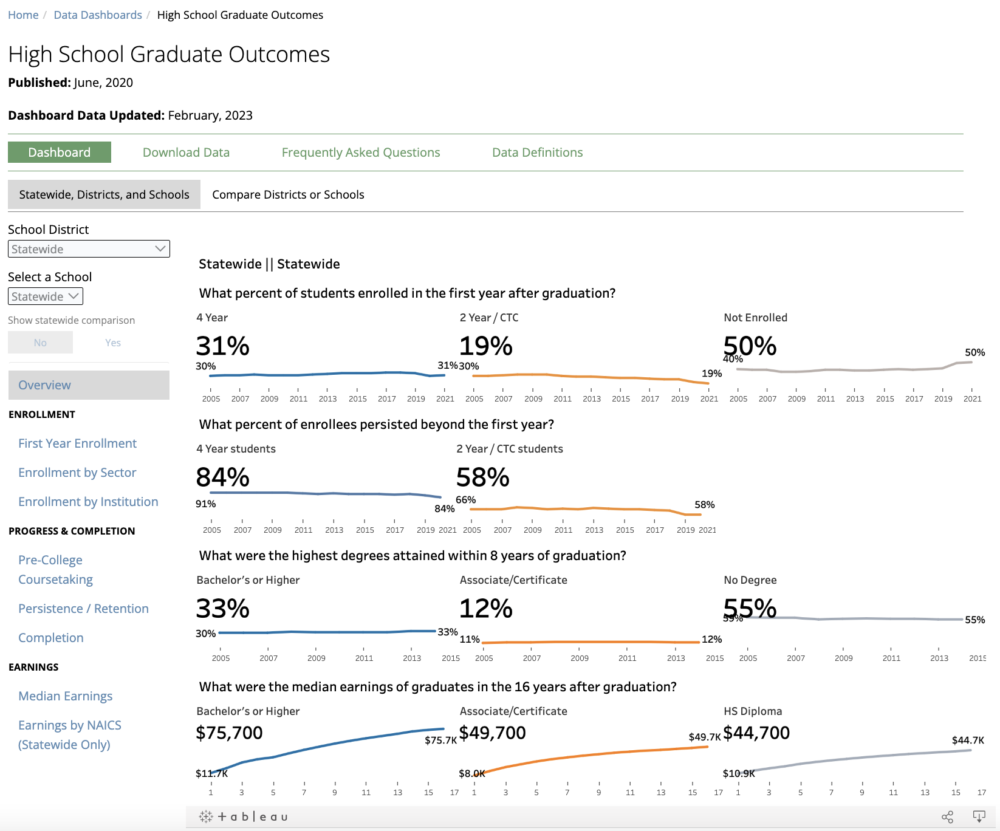 Home / Data Dashboards / High School Graduate Outcomes
High School Graduate Outcomes
Published: June, 2020
Dashboard Data Updated: February, 2023
Dashboard Download Data Frequently Asked Questions Data Definitions
Statewide, Districts, and Schools Compare Districts or Schools
School District
Statewide
Select a School
Statewide
Show statewide comparison
No Yes
Overview
ENROLLMENT
First Year Enrollment
Enrollment by Sector
Enrollment by Institution
PROGRESS & COMPLETION
Pre-College
Coursetaking
Persistence / Retention
Completion
EARNINGS
Median Earnings
Earnings by NAICS
(Statewide Only)
Statewide || Statewide
What percent of students enrolled in the first year after graduation?
4 Year 2 Year / CTC Not Enrolled
31% 19% 50%
30% 31% 30% 19% 40% 50%
2005 2007 2009 2011 2013 2015 2017 2019 2021 2005 2007 2009 2011 2013 2015 2017 2019 2021 2005 2007 2009 2011 2013 2015 2017 2019 2021
What percent of enrollees persisted beyond the first year?
4 Year students 2 Year / CTC students
84% 58%
91% 84% 66% 58%
2005 2007 2009 2011 2013 2015 2017 2019 2021 2005 2007 2009 2011 2013 2015 2017 2019 2021
What were the highest degrees attained within 8 years of graduation?
Bachelor's or Higher Associate/Certificate No Degree
33% 12% 55%
30% 33% 11% 12% 59% 55%
2005 2007 2009 2011 2013 2015 2005 2007 2009 2011 2013 2015 2005 2007 2009 2011 2013 2015
What were the median earnings of graduates in the 16 years after graduation?
Bachelor's or Higher Associate/Certificate HS Diploma
$75,700 $49,700 $44,700
$11.7K $75.7K $8.0K $49.7K $10.9K $44.7K
1 3 5 7 9 11 13 15 17 1 3 5 7 9 11 13 15 17 1 3 5 7 9 11 13 15 17
+ableau